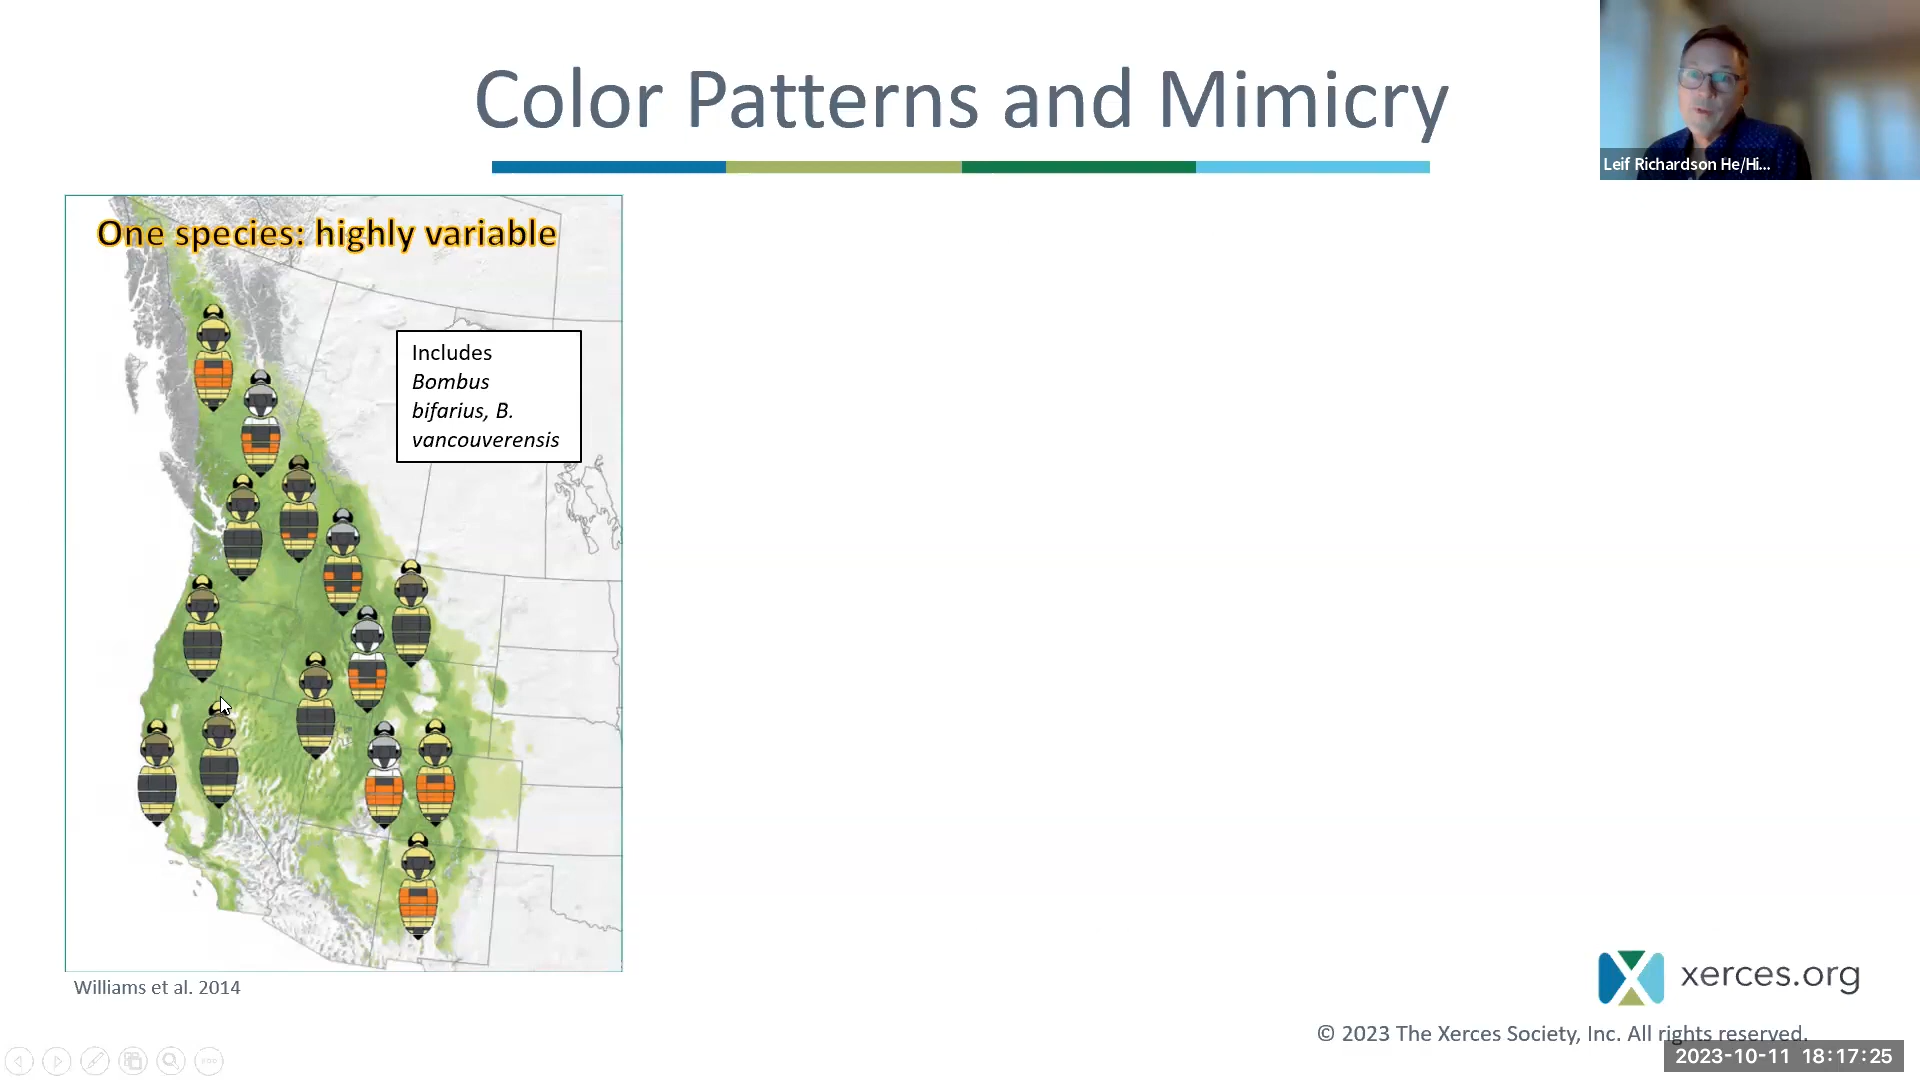 Color Patterns and Mimicry
Leif Richardson He/Hi...
One species: highly variable
Includes
Bombus
bifarius, B.
vancouverensis
Williams et al. 2014
xerces.org
© 2023 The Xerces Society, Inc. All rights reserved.
2023-10-11 18:17:25